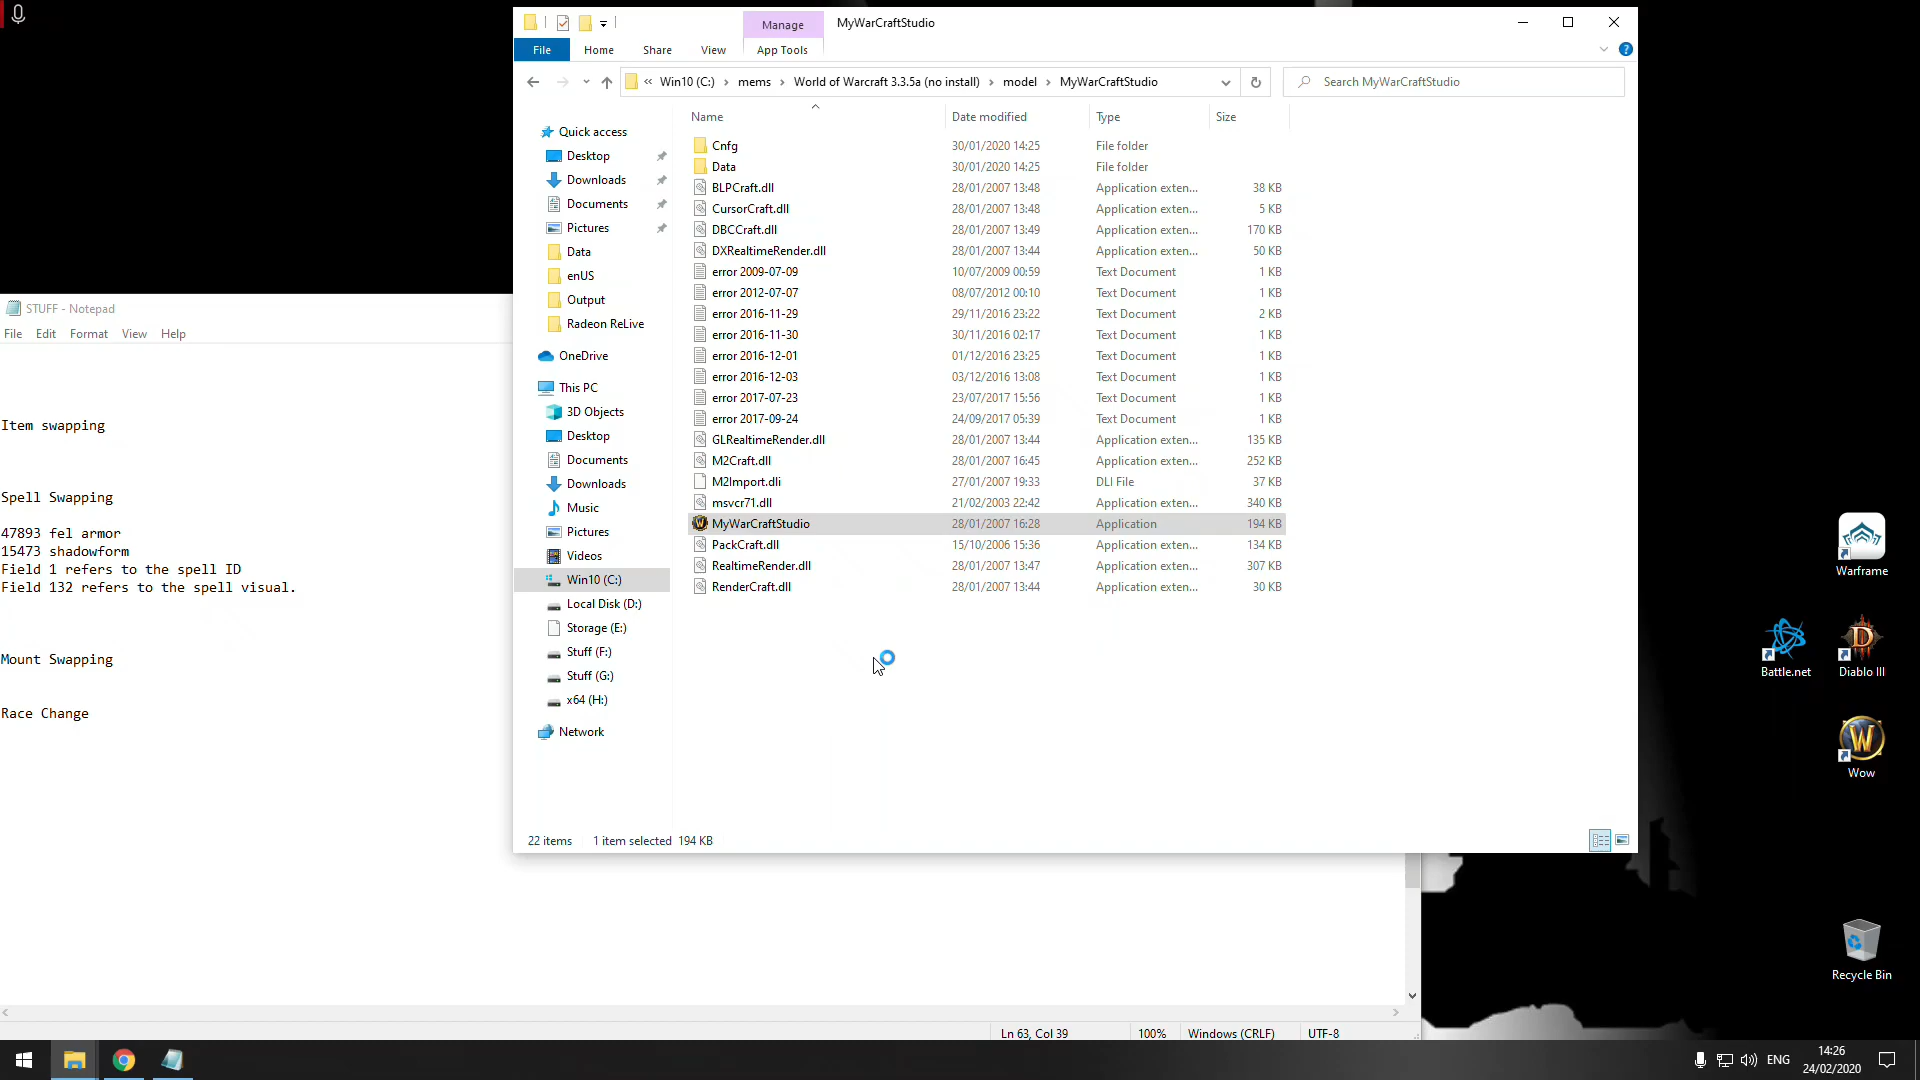 Manage
MyWarCraftStudio
File
Home
Share
View
App Tools
« Win10 (C:) › mems › World of Warcraft 3.3.5a (no install) › model › MyWarCraftStudio
Search MyWarCraftStudio
Name
Date modified
Type
Size
Quick access
Desktop
Downloads
Documents
Pictures
Data
enUS
Output
Radeon ReLive
OneDrive
This PC
3D Objects
Desktop
Documents
Downloads
Music
Pictures
Videos
Win10 (C:)
Local Disk (D:)
Storage (E:)
Stuff (F:)
Stuff (G:)
x64 (H:)
Network
Cnfg 30/01/2020 14:25 File folder
Data 30/01/2020 14:25 File folder
BLPCraft.dll 28/01/2007 13:48 Application exten... 38 KB
CursorCraft.dll 28/01/2007 13:48 Application exten... 5 KB
DBCCraft.dll 28/01/2007 13:49 Application exten... 170 KB
DXRealtimeRender.dll 28/01/2007 13:44 Application exten... 50 KB
error 2009-07-09 10/07/2009 00:59 Text Document 1 KB
error 2012-07-07 08/07/2012 00:10 Text Document 1 KB
error 2016-11-29 29/11/2016 23:22 Text Document 2 KB
error 2016-11-30 30/11/2016 02:17 Text Document 1 KB
error 2016-12-01 01/12/2016 23:25 Text Document 1 KB
error 2016-12-03 03/12/2016 13:08 Text Document 1 KB
error 2017-07-23 23/07/2017 15:56 Text Document 1 KB
error 2017-09-24 24/09/2017 05:39 Text Document 1 KB
GLRealtimeRender.dll 28/01/2007 13:44 Application exten... 135 KB
M2Craft.dll 28/01/2007 16:45 Application exten... 252 KB
M2Import.dli 27/01/2007 19:33 DLI File 37 KB
msvcr71.dll 21/02/2003 22:42 Application exten... 340 KB
MyWarCraftStudio 28/01/2007 16:28 Application 194 KB
PackCraft.dll 15/10/2006 15:36 Application exten... 134 KB
RealtimeRender.dll 28/01/2007 13:47 Application exten... 307 KB
RenderCraft.dll 28/01/2007 13:44 Application exten... 30 KB
22 items 1 item selected 194 KB
STUFF - Notepad
File Edit Format View Help
Item swapping
Spell Swapping
47893 fel armor
15473 shadowform
Field 1 refers to the spell ID
Field 132 refers to the spell visual.
Mount Swapping
Race Change
Ln 63, Col 39 100% Windows (CRLF) UTF-8
Warframe
Battle.net
Diablo III
Wow
Recycle Bin
ENG
14:26
24/02/2020